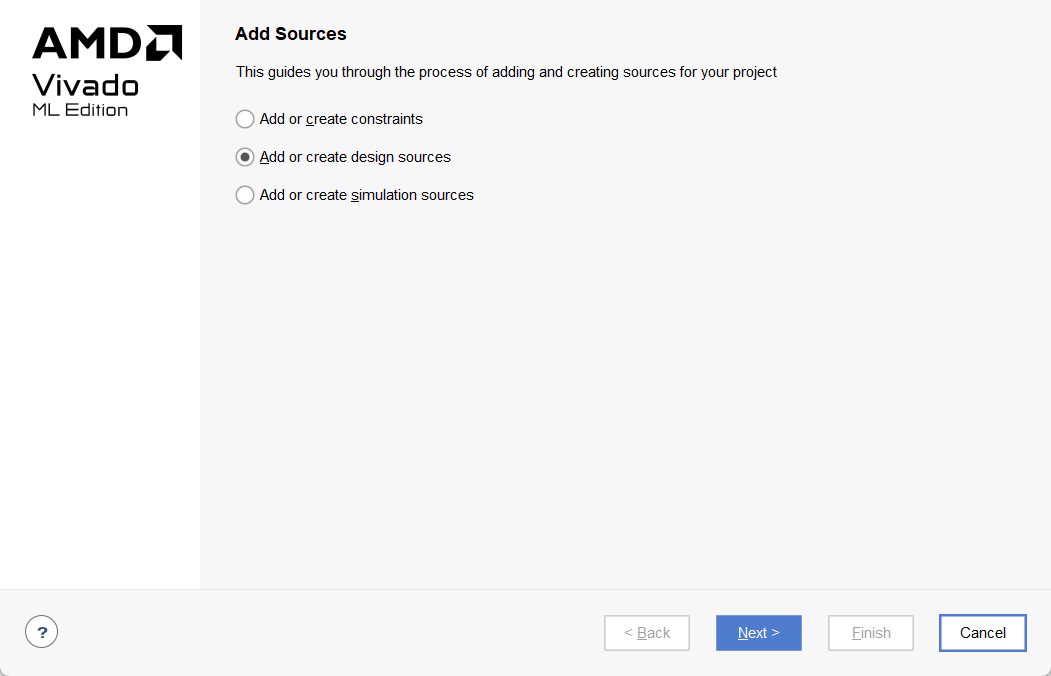 AMD
Vivado
ML Edition
Add Sources
This guides you through the process of adding and creating sources for your project
Add or create constraints
Add or create design sources
Add or create simulation sources
?
< Back
Next >
Finish
Cancel